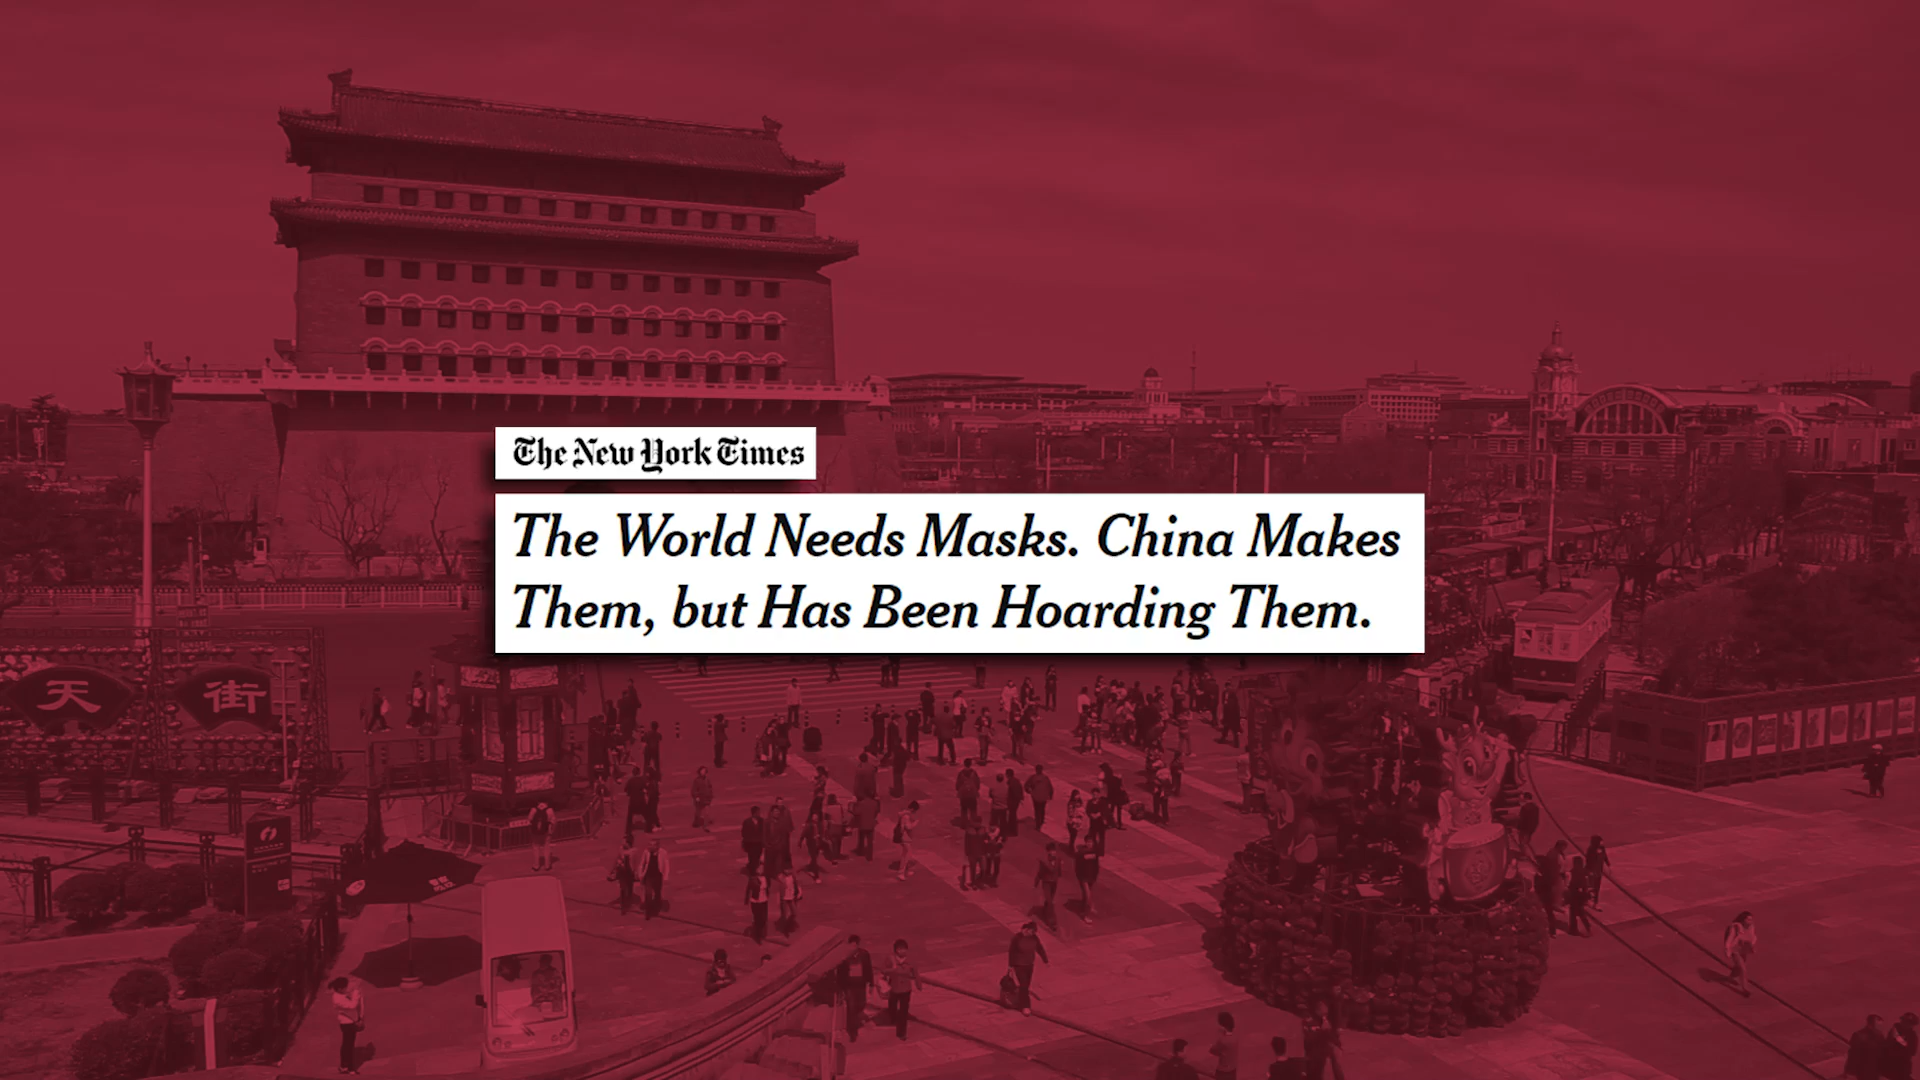 The New York Times
The World Needs Masks. China Makes
Them, but Has Been Hoarding Them.
天
街